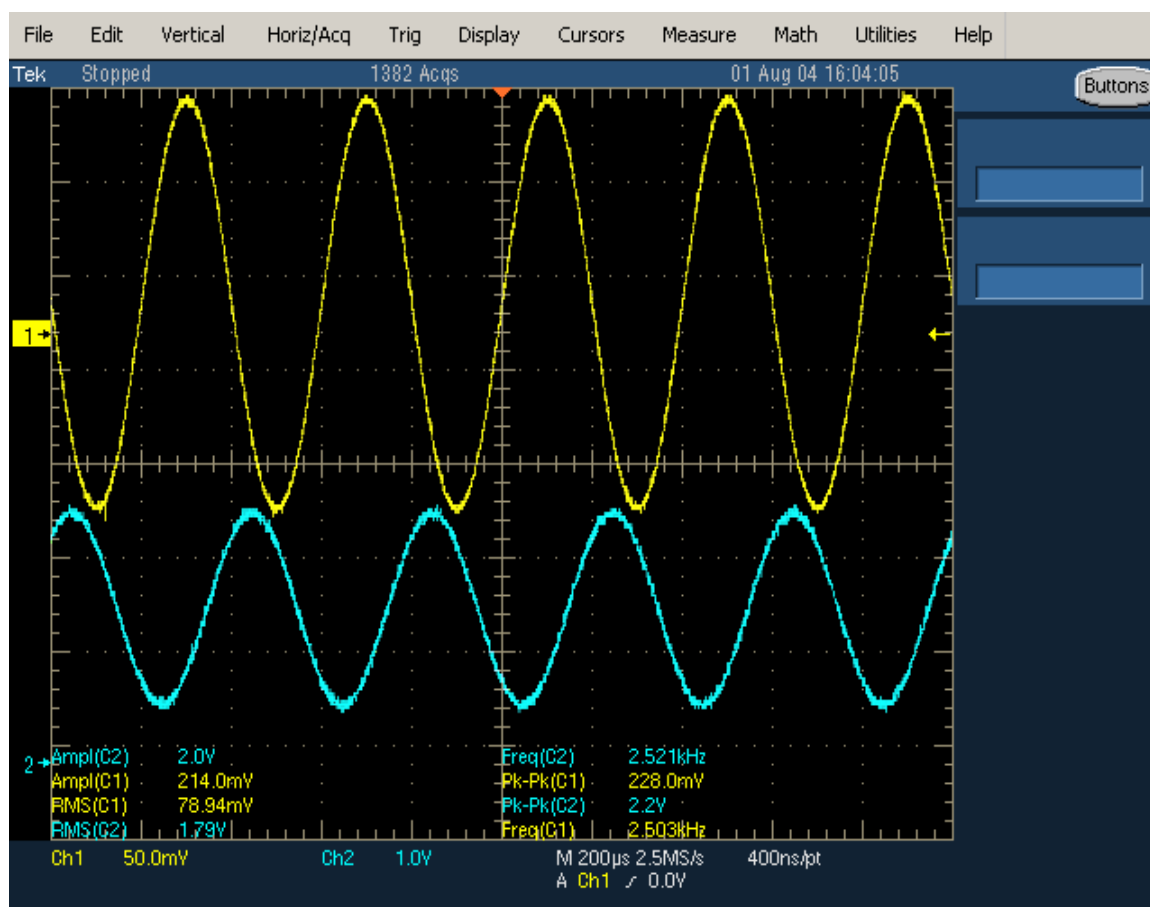 File Edit Vertical Horiz/Acq Trig Display Cursors Measure Math Utilities Help
Tek Stopped 1382 Acqs 01 Aug 04 16:04:05
Buttons
1
2
Ampl(C2) 2.0V Freq(C2) 2.521kHz
Ampl(C1) 214.0mV Pk-Pk(C1) 228.0mV
RMS(C1) 78.94mV Pk-Pk(C2) 2.2V
RMS(C2) 1.79V Freq(C1) 2.503kHz
Ch1 50.0mV Ch2 1.0V M 200µs 2.5MS/s 400ns/pt
A Ch1 0.0V